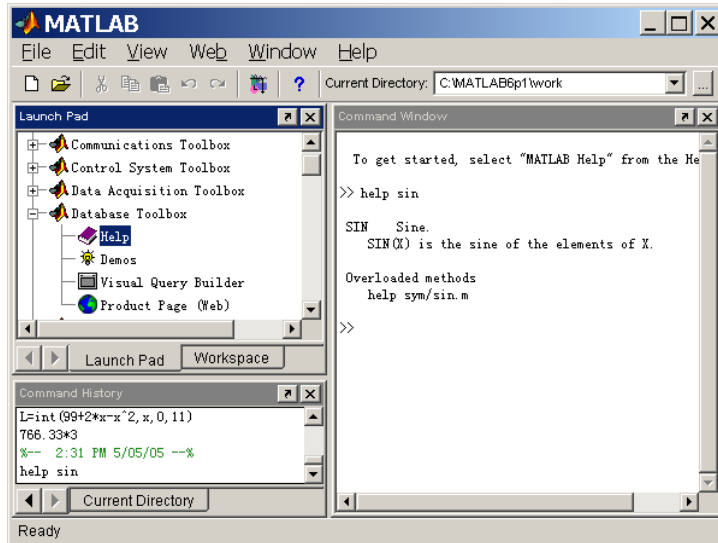 MATLAB
File Edit View Web Window Help
Current Directory: C:\MATLAB6p1\work
...
Launch Pad
Communications Toolbox
Control System Toolbox
Data Acquisition Toolbox
Database Toolbox
Help
Demos
Visual Query Builder
Product Page (Web)
Launch Pad Workspace
Command History
L=int(99+2*x-x^2,x,0,11)
766.33*3
%-- 2:31 PM 5/05/05 --%
help sin
Current Directory
Command Window
To get started, select "MATLAB Help" from the He
>> help sin
SIN Sine.
SIN(X) is the sine of the elements of X.
Overloaded methods
help sym/sin.m
>>
Ready